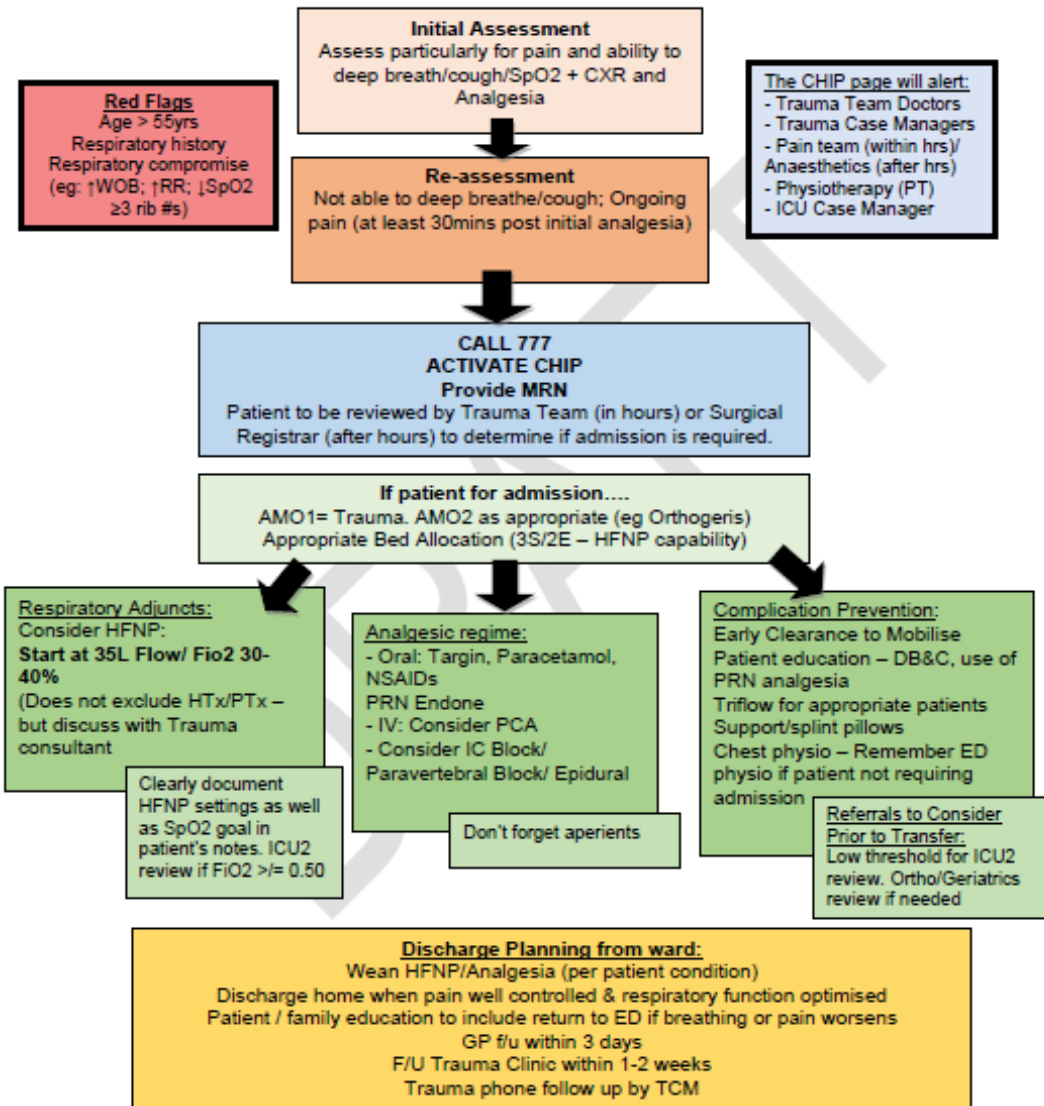 Initial Assessment
Assess particularly for pain and ability to
deep breath/cough/SpO2 + CXR and
Analgesia
Red Flags
Age > 55yrs
Respiratory history
Respiratory compromise
(eg: ↑WOB; ↑RR; ↓SpO2
≥3 rib #s)
The CHIP page will alert:
- Trauma Team Doctors
- Trauma Case Managers
- Pain team (within hrs)/
Anaesthetics (after hrs)
- Physiotherapy (PT)
- ICU Case Manager
Re-assessment
Not able to deep breathe/cough; Ongoing
pain (at least 30mins post initial analgesia)
CALL 777
ACTIVATE CHIP
Provide MRN
Patient to be reviewed by Trauma Team (in hours) or Surgical
Registrar (after hours) to determine if admission is required.
If patient for admission….
AMO1= Trauma. AMO2 as appropriate (eg Orthogeris)
Appropriate Bed Allocation (3S/2E – HFNP capability)
Respiratory Adjuncts:
Consider HFNP:
Start at 35L Flow/ Fio2 30-
40%
(Does not exclude HTx/PTx –
but discuss with Trauma
consultant
Clearly document
HFNP settings as well
as SpO2 goal in
patient's notes. ICU2
review if FiO2 >/= 0.50
Analgesic regime:
- Oral: Targin, Paracetamol,
NSAIDs
PRN Endone
- IV: Consider PCA
- Consider IC Block/
Paravertebral Block/ Epidural
Don't forget aperients
Complication Prevention:
Early Clearance to Mobilise
Patient education – DB&C, use of
PRN analgesia
Triflow for appropriate patients
Support/splint pillows
Chest physio – Remember ED
physio if patient not requiring
admission
Referrals to Consider
Prior to Transfer:
Low threshold for ICU2
review. Ortho/Geriatrics
review if needed
Discharge Planning from ward:
Wean HFNP/Analgesia (per patient condition)
Discharge home when pain well controlled & respiratory function optimised
Patient / family education to include return to ED if breathing or pain worsens
GP f/u within 3 days
F/U Trauma Clinic within 1-2 weeks
Trauma phone follow up by TCM
DRAFT